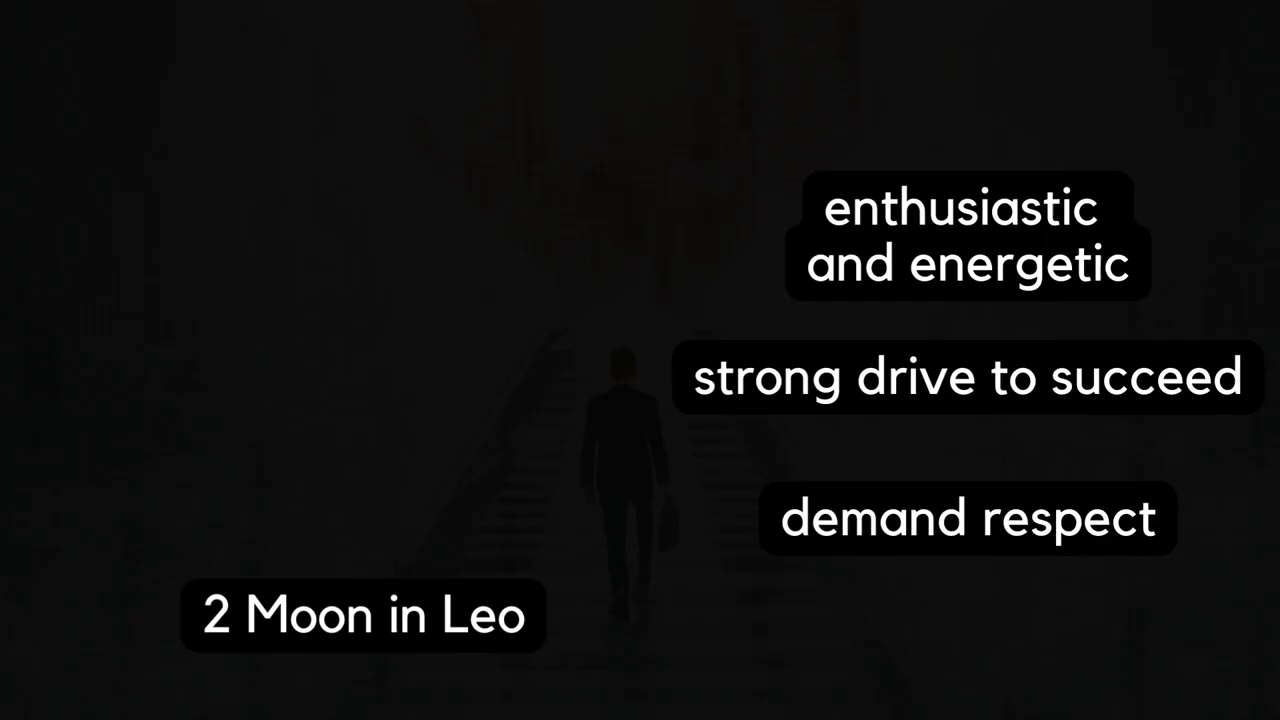 enthusiastic
and energetic
strong drive to succeed
demand respect
2 Moon in Leo